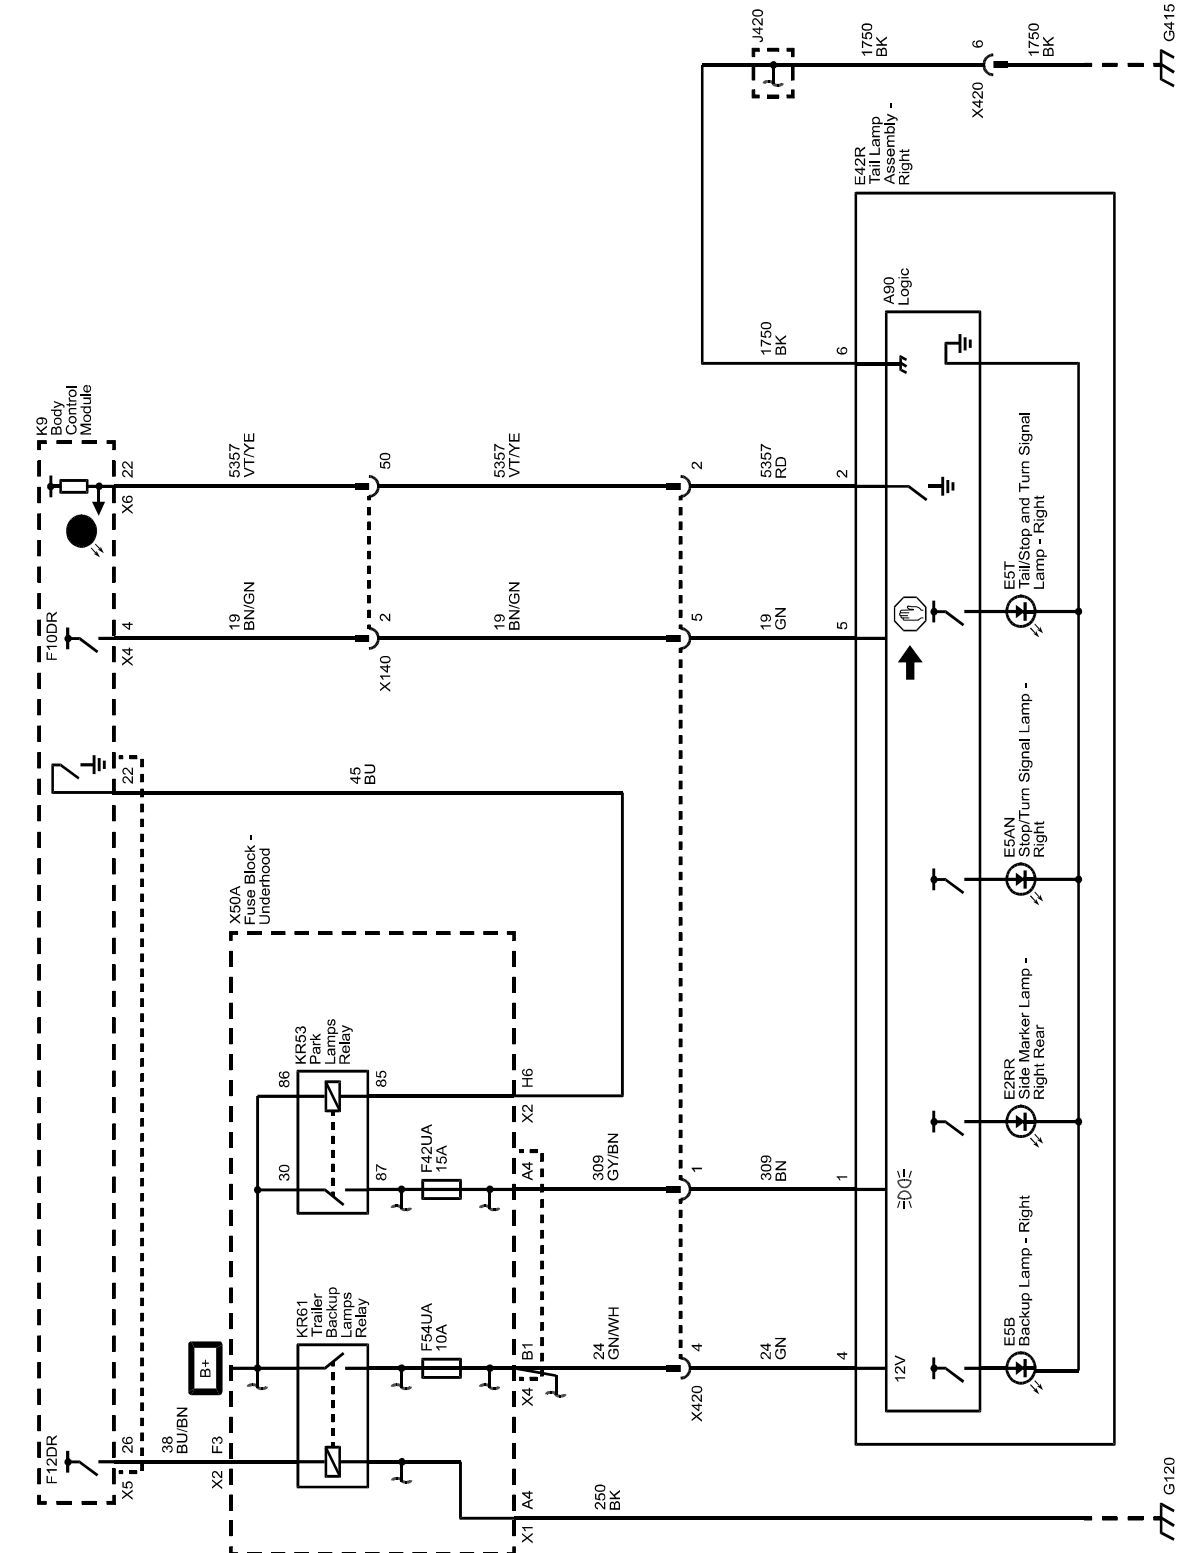 J420
1750
BK
6
X420
1750
BK
G415
E42R
Tail Lamp
Assembly -
Right
A90
Logic
1750
BK
6
K9
Body
Control
Module
22
X6
5357
VT/YE
50
5357
VT/YE
2
5357
RD
2
F10DR
4
X4
19
BN/GN
2
X140
19
BN/GN
5
19
GN
5
E5T
Tail/Stop and Turn Signal
Lamp - Right
22
45
BU
E5AN
Stop/Turn Signal Lamp -
Right
X50A
Fuse Block -
Underhood
KR53
Park
Lamps
Relay
86
85
H6
X2
30
87
F42UA
15A
A4
309
GY/BN
1
309
BN
1
E2RR
Side Marker Lamp -
Right Rear
B+
KR61
Trailer
Backup
Lamps
Relay
F54UA
10A
B1
X4
24
GN/WH
4
X420
24
GN
4
12V
E5B
Backup Lamp - Right
F12DR
26
X5
38
BU/BN
F3
X2
A4
X1
250
BK
G120